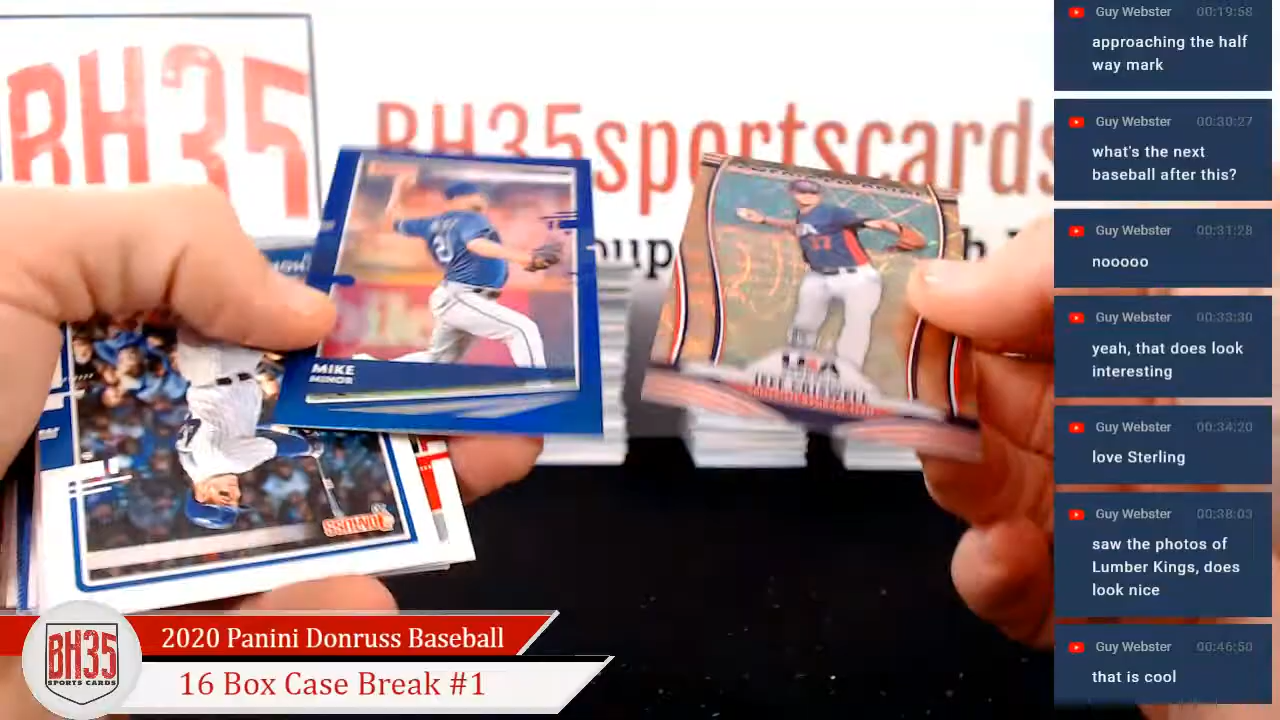 BH35
BH35sportscards
oup
MIKE
MINOR
USA
17
DONRUSS
BH35
SPORTS CARDS
2020 Panini Donruss Baseball
16 Box Case Break #1
Guy Webster 00:19:58
approaching the half
way mark
Guy Webster 00:30:27
what's the next
baseball after this?
Guy Webster 00:31:28
nooooo
Guy Webster 00:33:30
yeah, that does look
interesting
Guy Webster 00:34:20
love Sterling
Guy Webster 00:38:03
saw the photos of
Lumber Kings, does
look nice
Guy Webster 00:46:50
that is cool